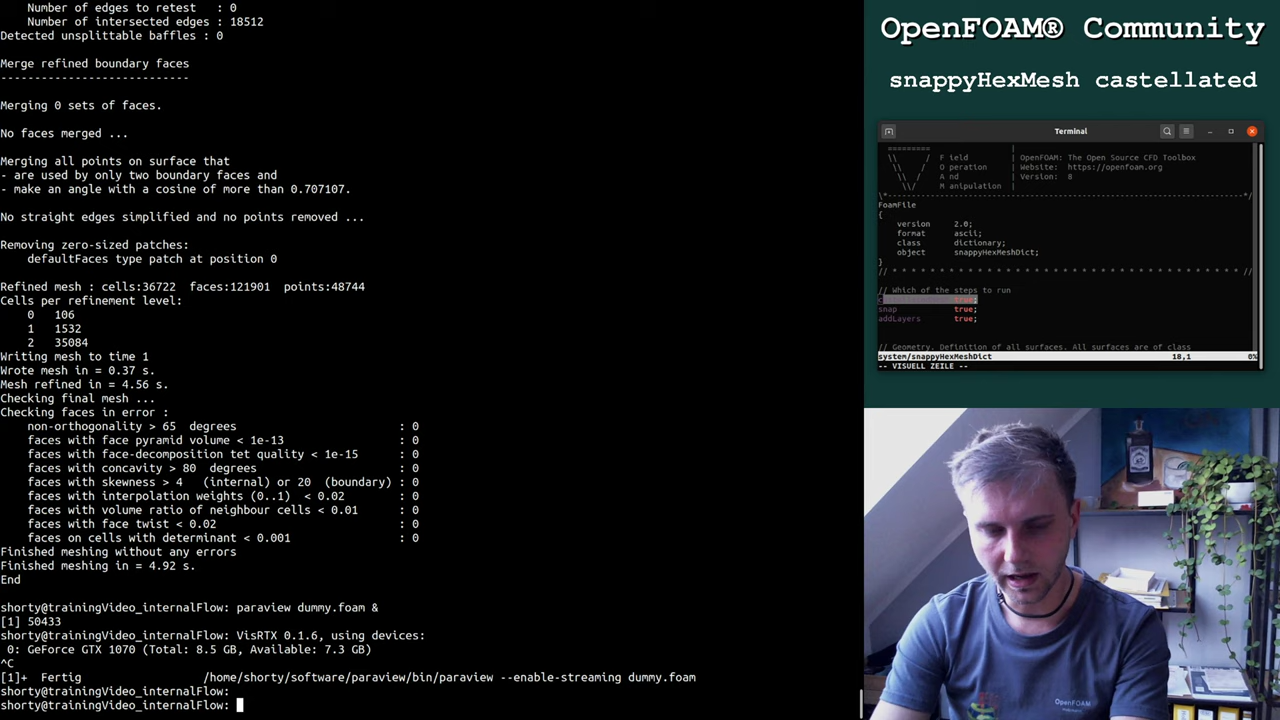 Number of edges to retest : 0
Number of intersected edges : 18512
Detected unsplittable baffles : 0
Merge refined boundary faces
----------------------------
Merging 0 sets of faces.
No faces merged ...
Merging all points on surface that
- are used by only two boundary faces and
- make an angle with a cosine of more than 0.707107.
No straight edges simplified and no points removed ...
Removing zero-sized patches:
defaultFaces type patch at position 0
Refined mesh : cells:36722 faces:121901 points:48744
Cells per refinement level:
0 106
1 1532
2 35084
Writing mesh to time 1
Wrote mesh in = 0.37 s.
Mesh refined in = 4.56 s.
Checking final mesh ...
Checking faces in error :
non-orthogonality > 65 degrees : 0
faces with face pyramid volume < 1e-13 : 0
faces with face-decomposition tet quality < 1e-15 : 0
faces with concavity > 80 degrees : 0
faces with skewness > 4 (internal) or 20 (boundary) : 0
faces with interpolation weights (0..1) < 0.02 : 0
faces with volume ratio of neighbour cells < 0.01 : 0
faces with face twist < 0.02 : 0
faces on cells with determinant < 0.001 : 0
Finished meshing without any errors
Finished meshing in = 4.92 s.
End
shorty@trainingVideo_internalFlow: paraview dummy.foam &
[1] 50433
shorty@trainingVideo_internalFlow: VisRTX 0.1.6, using devices:
0: GeForce GTX 1070 (Total: 8.5 GB, Available: 7.3 GB)
^C
[1]+ Fertig /home/shorty/software/paraview/bin/paraview --enable-streaming dummy.foam
shorty@trainingVideo_internalFlow:
shorty@trainingVideo_internalFlow:
OpenFOAM® Community
snappyHexMesh castellated
Terminal
========= |
\\ / F ield | OpenFOAM: The Open Source CFD Toolbox
\\ / O peration | Website: https://openfoam.org
\\ / A nd | Version: 8
\\/ M anipulation |
\*---------------------------------------------------------------------------*/
FoamFile
{
version 2.0;
format ascii;
class dictionary;
object snappyHexMeshDict;
}
// * * * * * * * * * * * * * * * * * * * * * * * * * * * * * * * * * * * * * //
// Which of the steps to run
true;
snap true;
addLayers true;
// Geometry. Definition of all surfaces. All surfaces are of class
system/snappyHexMeshDict 18,1 0%
-- VISUELL ZEILE --
OpenFOAM